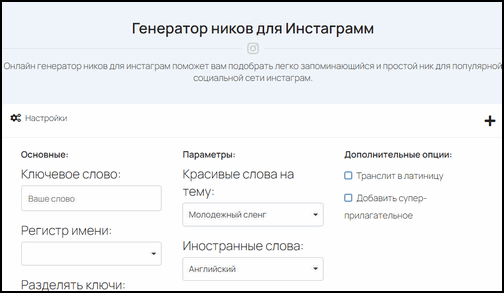 Генератор ников для Инстаграмм
Онлайн генератор ников для инстаграм поможет вам подобрать легко запоминающийся и простой ник для популярной
социальной сети инстаграм.
Настройки
Основные:
Ключевое слово:
Ваше слово
Регистр имени:
Разделять ключи:
Параметры:
Красивые слова на
тему:
Молодежный сленг
Иностранные слова:
Английский
Дополнительные опции:
Транслит в латиницу
Добавить супер-
прилагательное